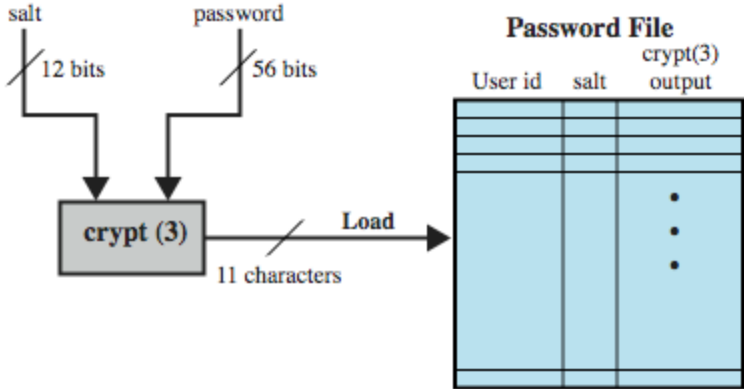 salt
password
12 bits
56 bits
crypt (3)
Load
11 characters
Password File
User id
salt
crypt(3)
output